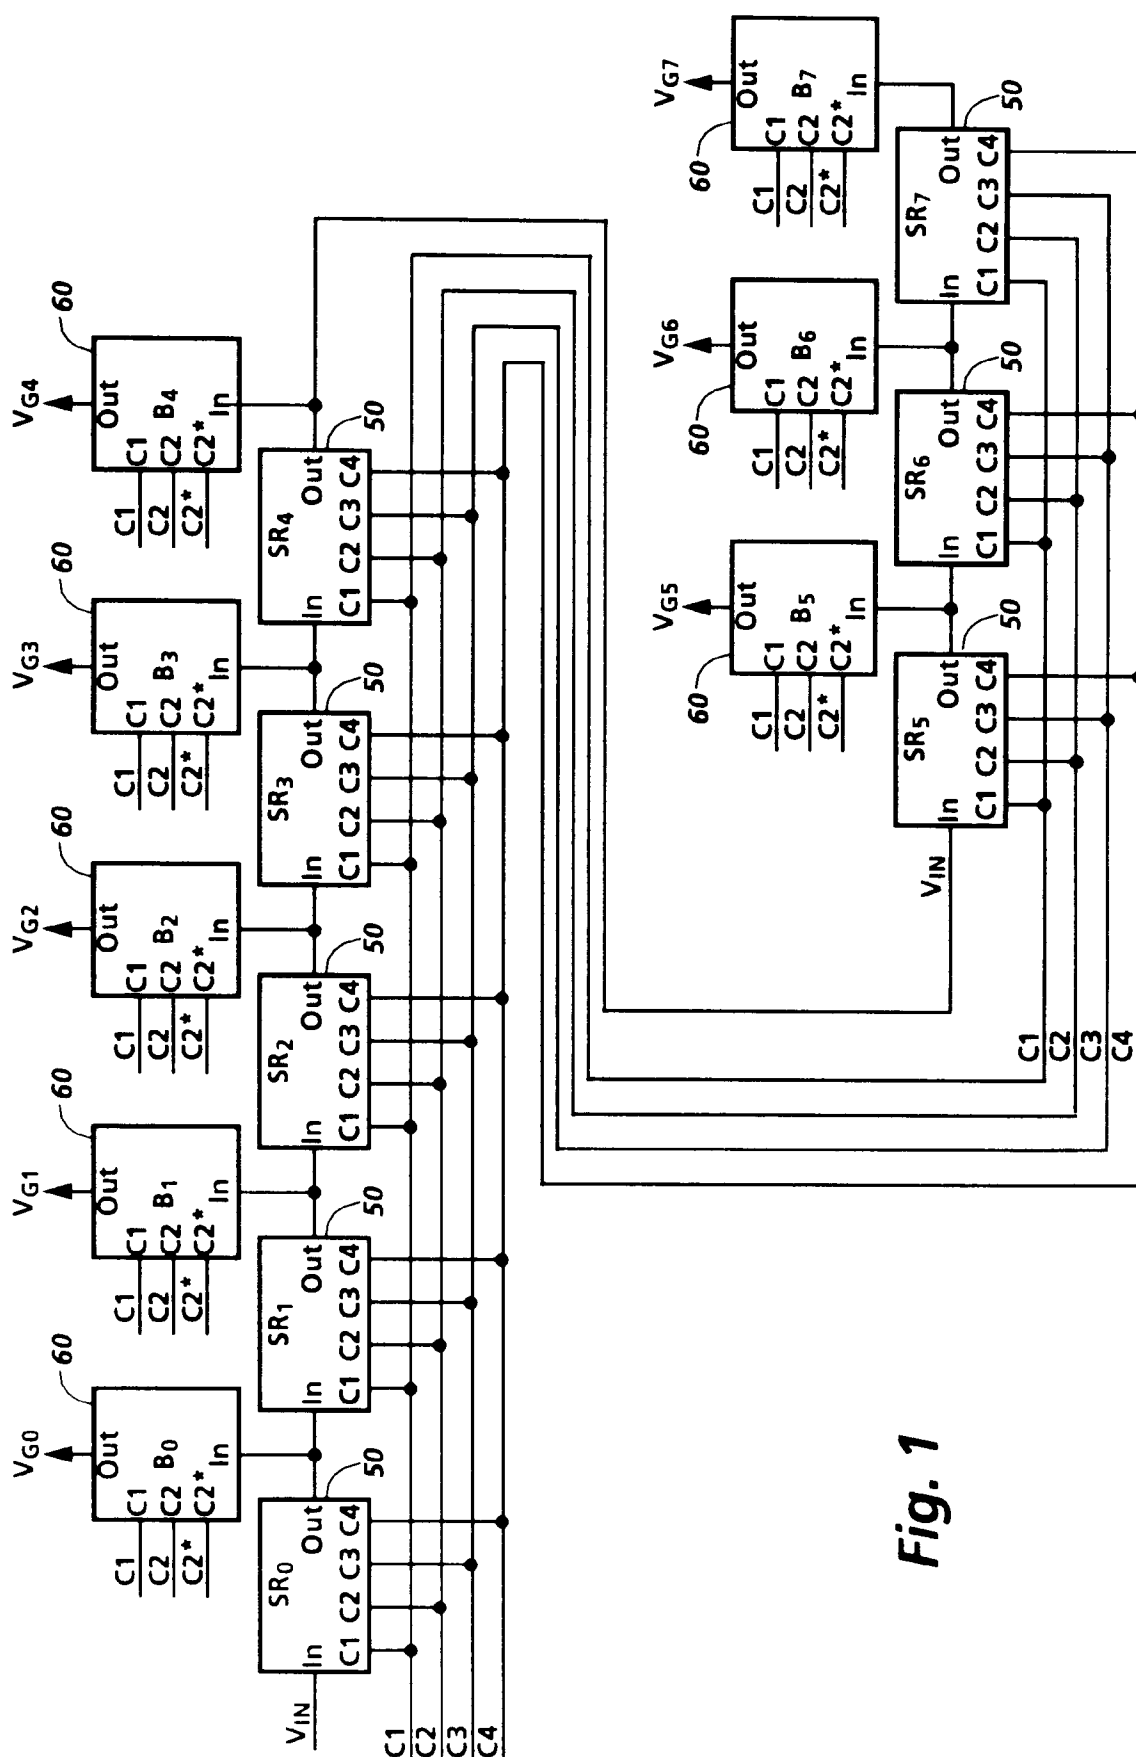 VG0
60
Out
C1 C1
C2 C2 B0
C2* C2* In
VG1
60
Out
C1 C1
C2 C2 B1
C2* C2* In
VG2
60
Out
C1 C1
C2 C2 B2
C2* C2* In
VG3
60
Out
C1 C1
C2 C2 B3
C2* C2* In
VG4
60
Out
C1 C1
C2 C2 B4
C2* C2* In
VIN
SR0
In Out
C1 C2 C3 C4
50
SR1
In Out
C1 C2 C3 C4
50
SR2
In Out
C1 C2 C3 C4
50
SR3
In Out
C1 C2 C3 C4
50
SR4
In Out
C1 C2 C3 C4
50
C1
C2
C3
C4
VG5
60
Out
C1 C1
C2 C2 B5
C2* C2* In
VG6
60
Out
C1 C1
C2 C2 B6
C2* C2* In
VG7
60
Out
C1 C1
C2 C2 B7
C2* C2* In
VIN
SR5
In Out
C1 C2 C3 C4
50
SR6
In Out
C1 C2 C3 C4
50
SR7
In Out
C1 C2 C3 C4
50
C1
C2
C3
C4
Fig. 1